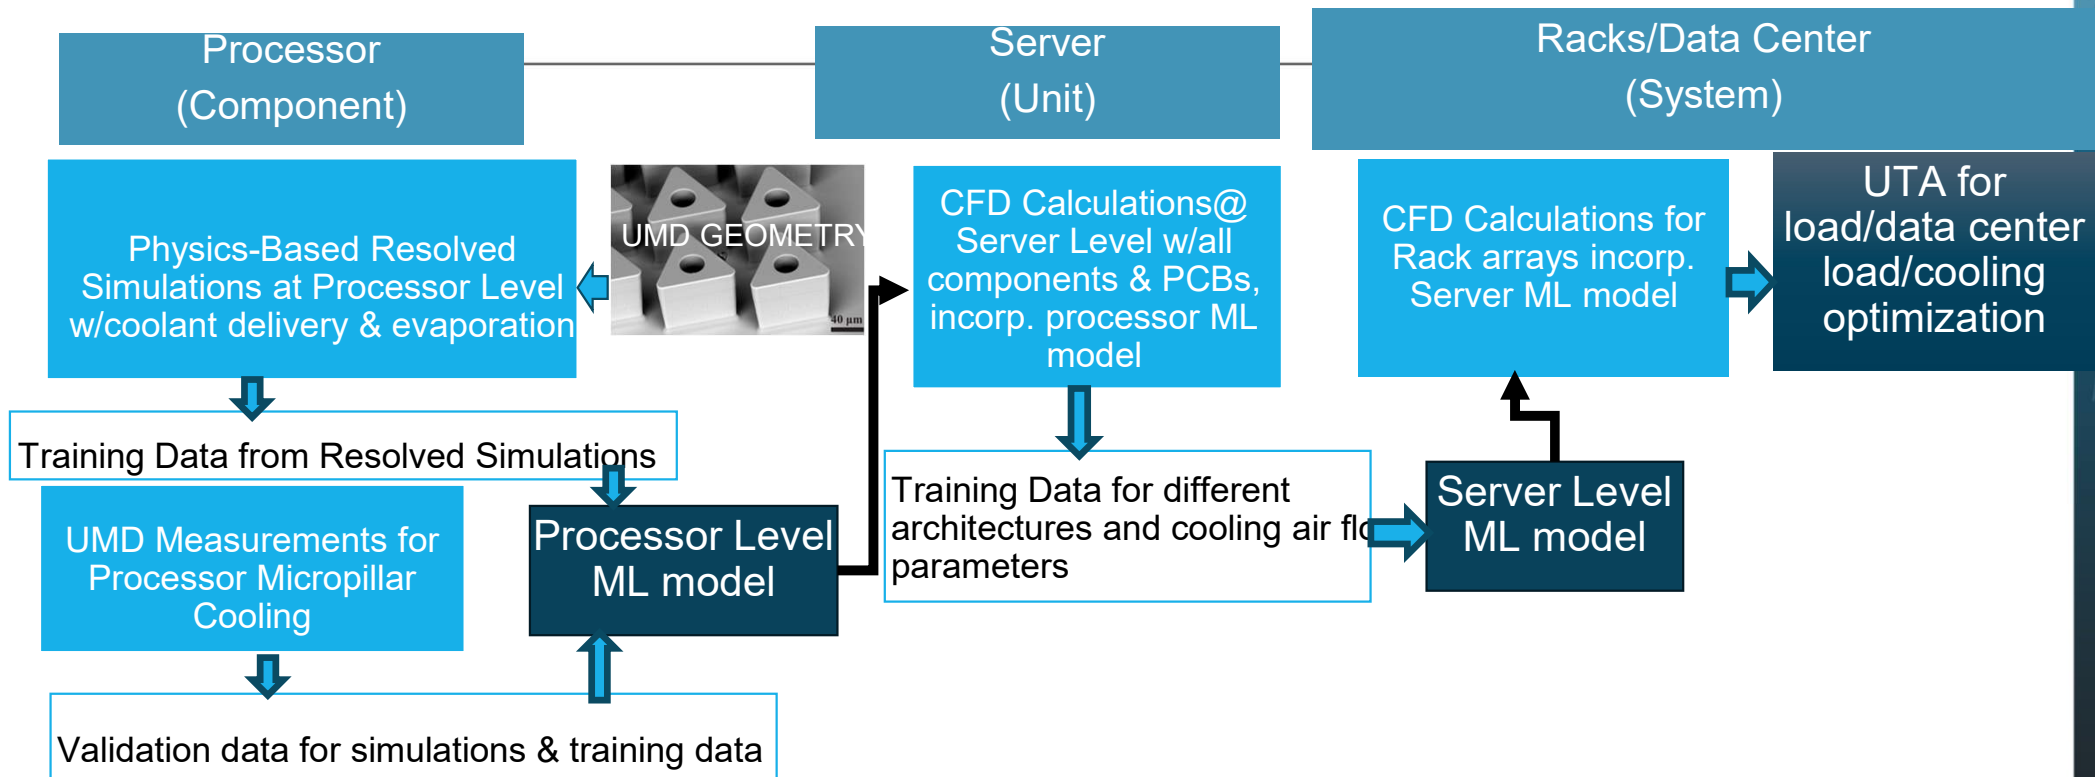 Processor
(Component)
Server
(Unit)
Racks/Data Center
(System)
Physics-Based Resolved
Simulations at Processor Level
w/coolant delivery & evaporation
UMD GEOMETRY
40 μm
CFD Calculations@
Server Level w/all
components & PCBs,
incorp. processor ML
model
CFD Calculations for
Rack arrays incorp.
Server ML model
UTA for
load/data center
load/cooling
optimization
Training Data from Resolved Simulations
UMD Measurements for
Processor Micropillar
Cooling
Processor Level
ML model
Training Data for different
architectures and cooling air flo
parameters
Server Level
ML model
Validation data for simulations & training data